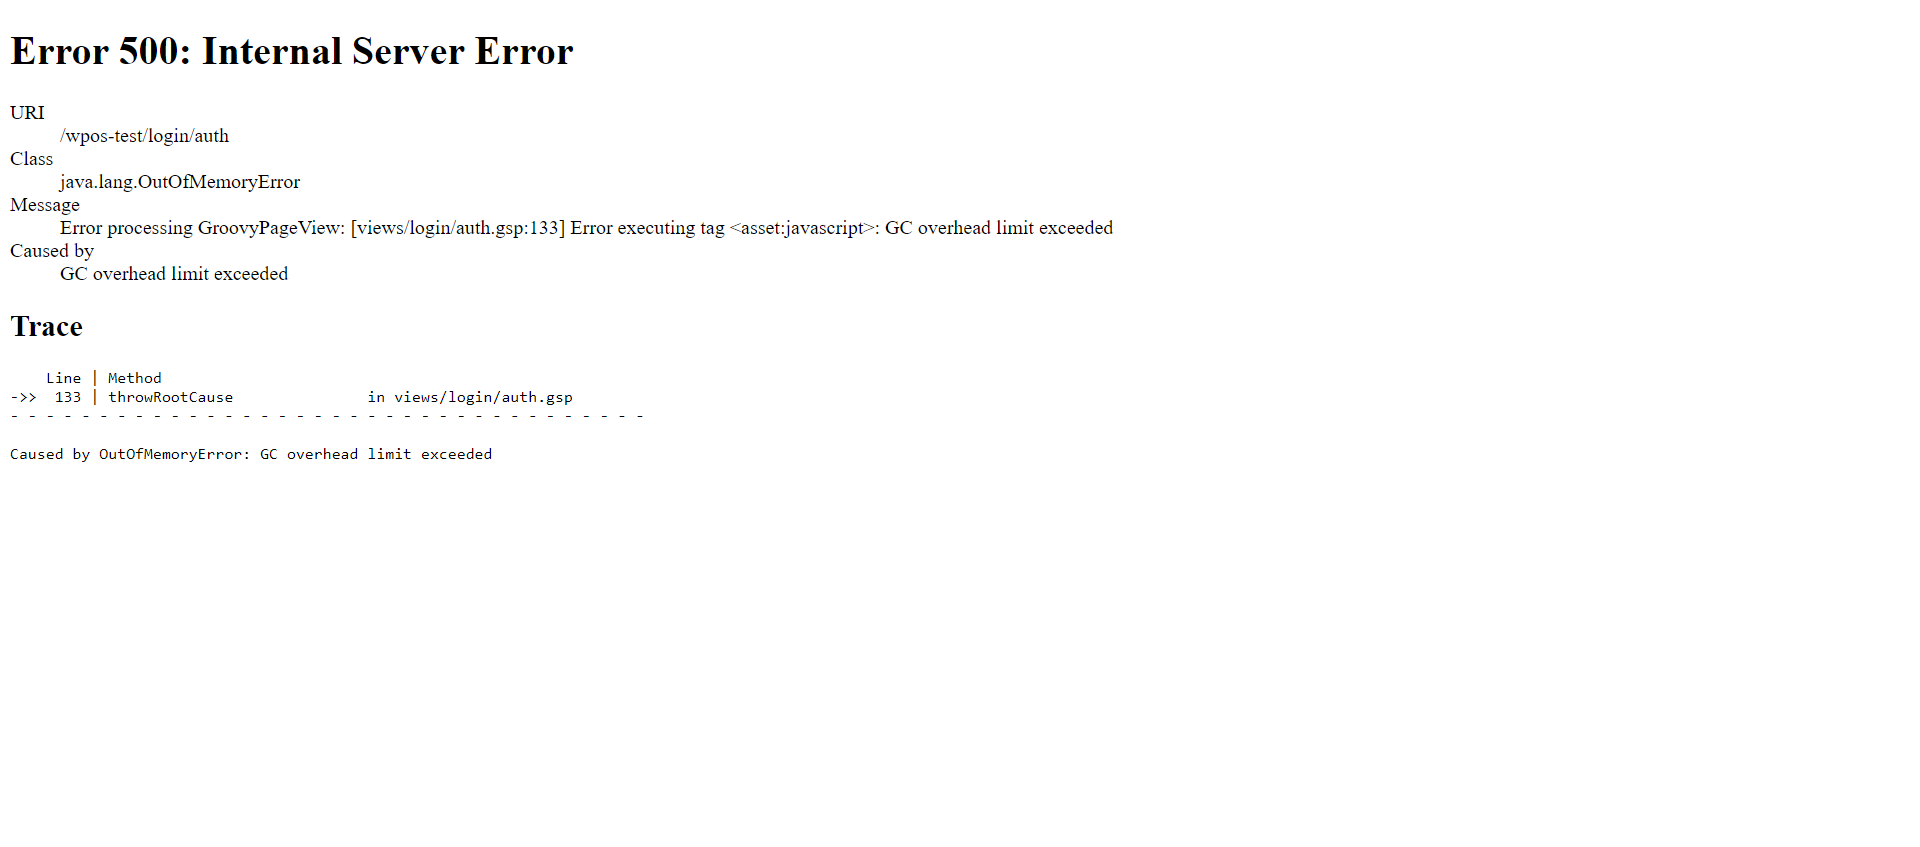 Error 500: Internal Server Error
URI
/wpos-test/login/auth
Class
java.lang.OutOfMemoryError
Message
Error processing GroovyPageView: [views/login/auth.gsp:133] Error executing tag <asset:javascript>: GC overhead limit exceeded
Caused by
GC overhead limit exceeded
Trace
    Line | Method
->>  133 | throwRootCause               in views/login/auth.gsp
- - - - - - - - - - - - - - - - - - - - - - - - - - - - - - - - - - - -
Caused by OutOfMemoryError: GC overhead limit exceeded